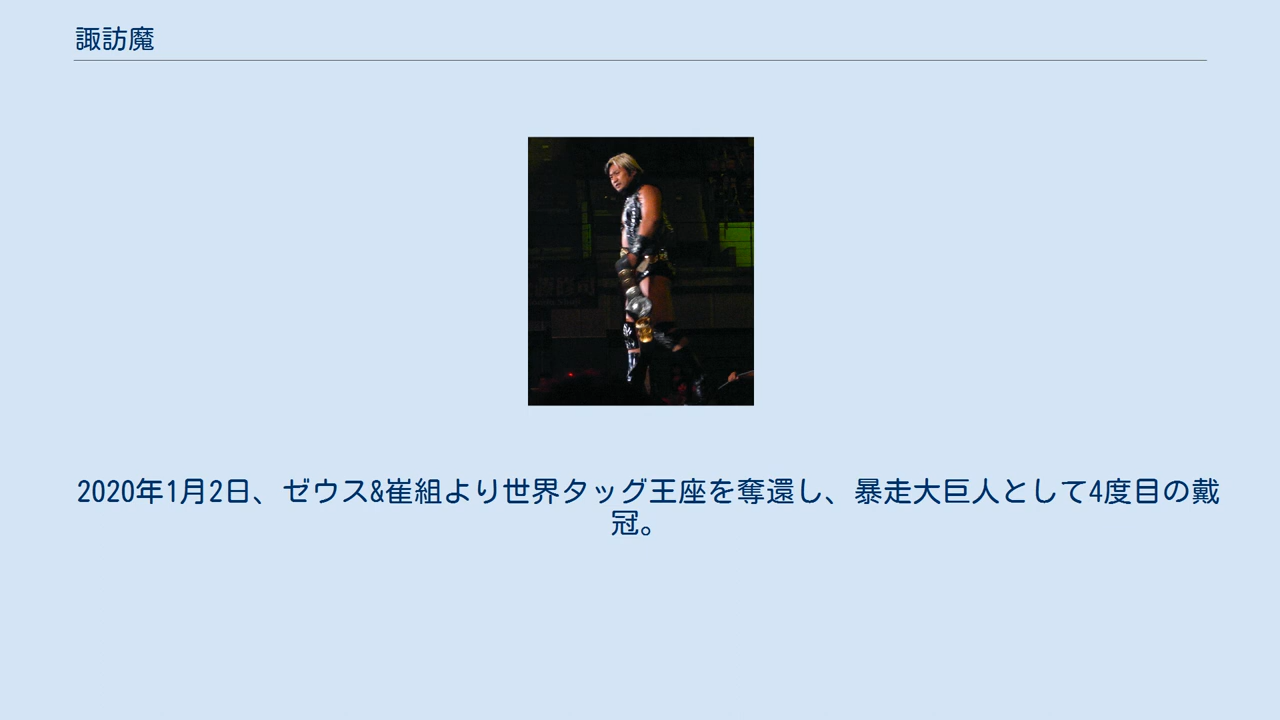 諏訪魔
2020年1月2日、ゼウス&崔組より世界タッグ王座を奪還し、暴走大巨人として4度目の戴
冠。